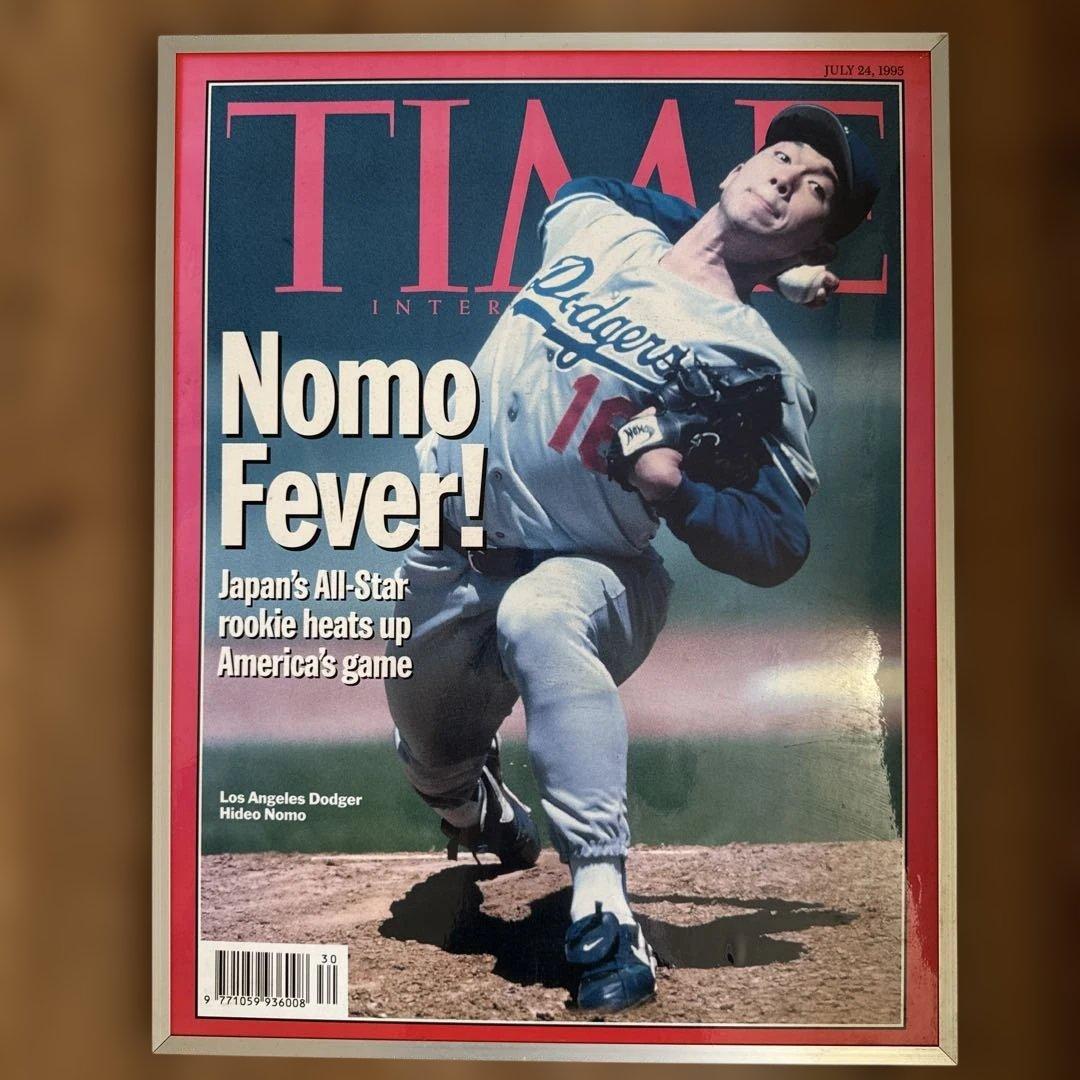 JULY 24, 1995
TIME
INTER
Dodgers
16
Nomo
Fever!
Japan's All-Star
rookie heats up
America's game
Los Angeles Dodger
Hideo Nomo
30
9 771059 936008